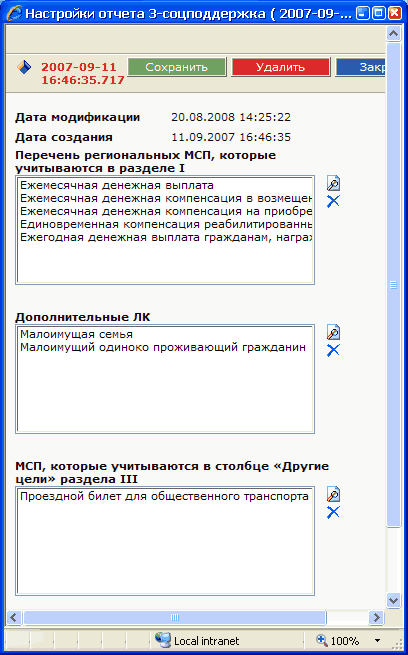 Настройки отчета 3-соцподдержка ( 2007-09-...
2007-09-11
16:46:35.717
Сохранить
Удалить
Закр
Дата модификации 20.08.2008 14:25:22
Дата создания 11.09.2007 16:46:35
Перечень региональных МСП, которые
учитываются в разделе I
Ежемесячная денежная выплата
Ежемесячная денежная компенсация в возмещен
Ежемесячная денежная компенсация на приобре
Единовременная компенсация реабилитированны
Ежегодная денежная выплата гражданам, награж
Дополнительные ЛК
Малоимущая семья
Малоимущий одиноко проживающий гражданин
МСП, которые учитываются в столбце «Другие
цели» раздела III
Проездной билет для общественного транспорта
Local intranet
100%